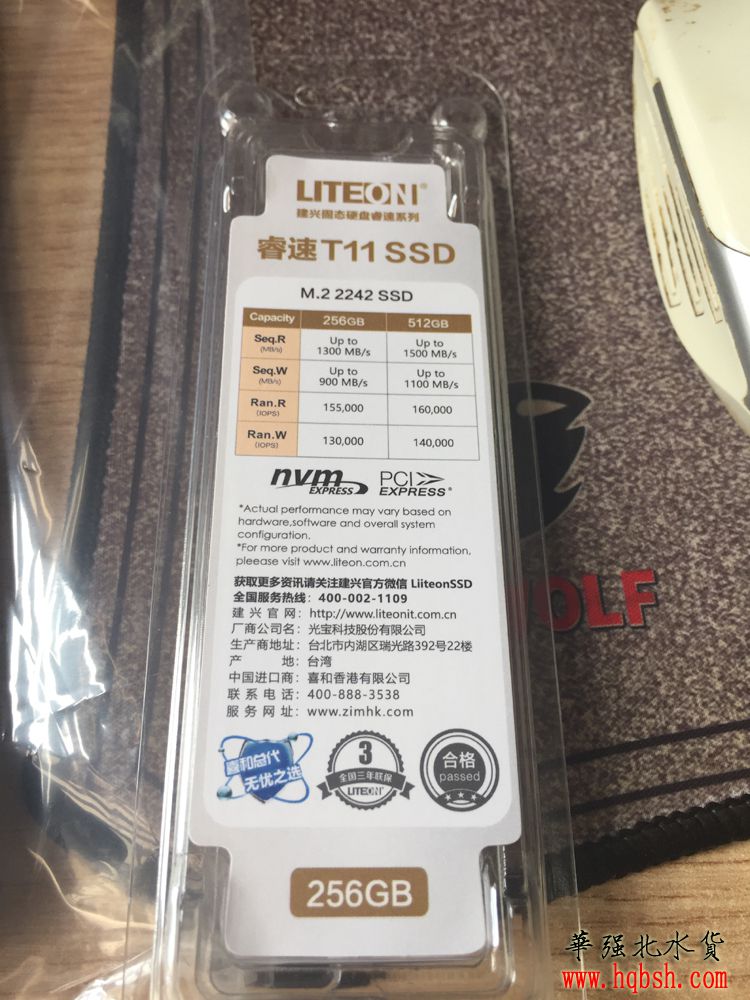 LITEON®
建兴固态硬盘睿速系列
睿速T11 SSD
M.2 2242 SSD
Capacity 256GB 512GB
Seq.R (MB/s) Up to 1300 MB/s Up to 1500 MB/s
Seq.W (MB/s) Up to 900 MB/s Up to 1100 MB/s
Ran.R (IOPS) 155,000 160,000
Ran.W (IOPS) 130,000 140,000
nvm EXPRESS PCI EXPRESS®
*Actual performance may vary based on
hardware,software and overall system
configuration.
*For more product and warranty information,
please visit www.liteon.com.cn
获取更多资讯请关注建兴官方微信 LiiteonSSD
全国服务热线：400-002-1109
建兴官网：http://www.liteonit.com.cn
厂商公司名：光宝科技股份有限公司
生产商地址：台北市内湖区瑞光路392号22楼
产 地：台湾
中国进口商：喜和香港有限公司
联系电话：400-888-3538
服务网址：www.zimhk.com
喜和总代
无忧之选
3
全国三年联保
LITEON
合格
passed
256GB
WOLF
華强北水貨
www.hqbsh.com